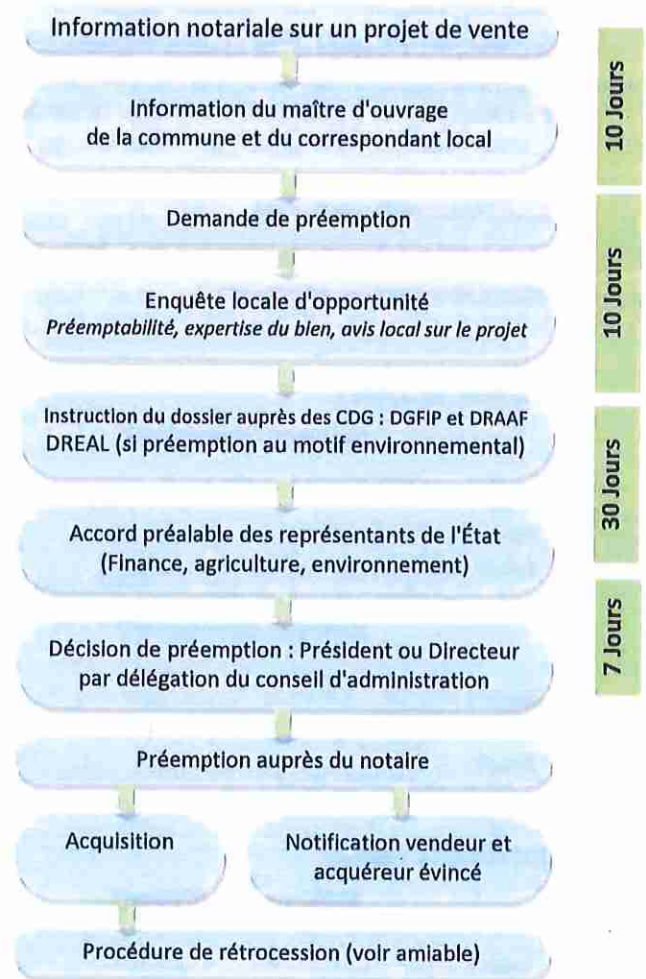 Information notariale sur un projet de vente
Information du maître d'ouvrage
de la commune et du correspondant local
10 Jours
Demande de préemption
Enquête locale d'opportunité
Préemptabilité, expertise du bien, avis local sur le projet
10 Jours
Instruction du dossier auprès des CDG : DGFIP et DRAAF
DREAL (si préemption au motif environnemental)
30 Jours
Accord préalable des représentants de l'État
(Finance, agriculture, environnement)
Décision de préemption : Président ou Directeur
par délégation du conseil d'administration
7 Jours
Préemption auprès du notaire
Acquisition
Notification vendeur et
acquéreur évincé
Procédure de rétrocession (voir amiable)